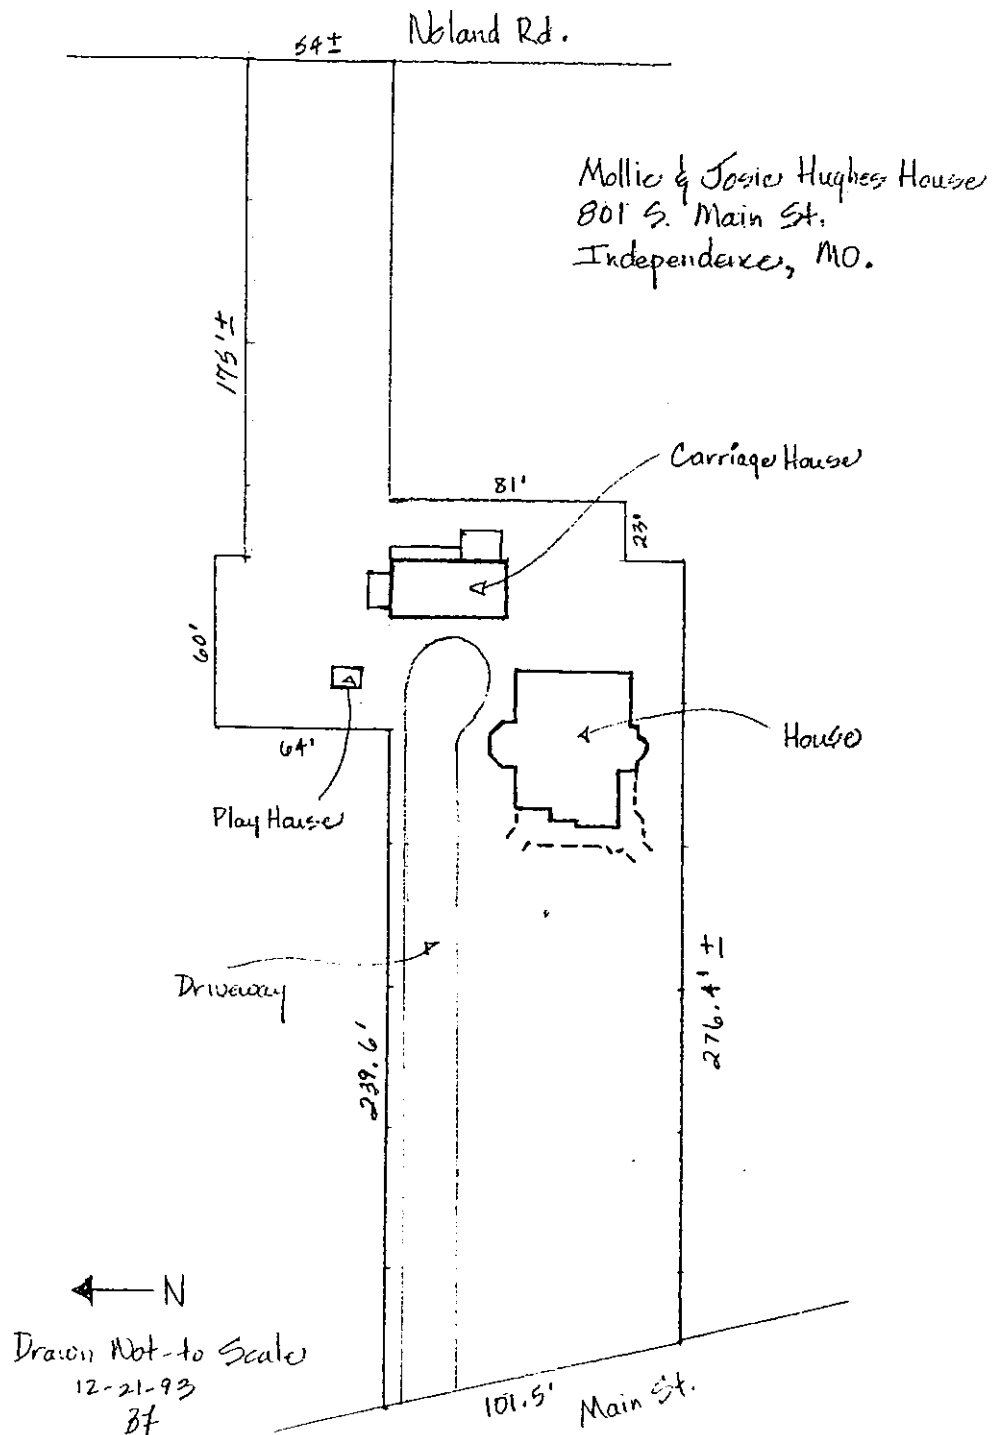 54±
Noland Rd.
Mollie & Josie Hughes House
801 S. Main St.
Independence, MO.
175'±
Carriage House
81'
23'
60'
64'
House
Play House
Driveway
239.6'
276.4' ±
N
Drawn Not-to Scale
12-21-93
BF
101.5'
Main St.